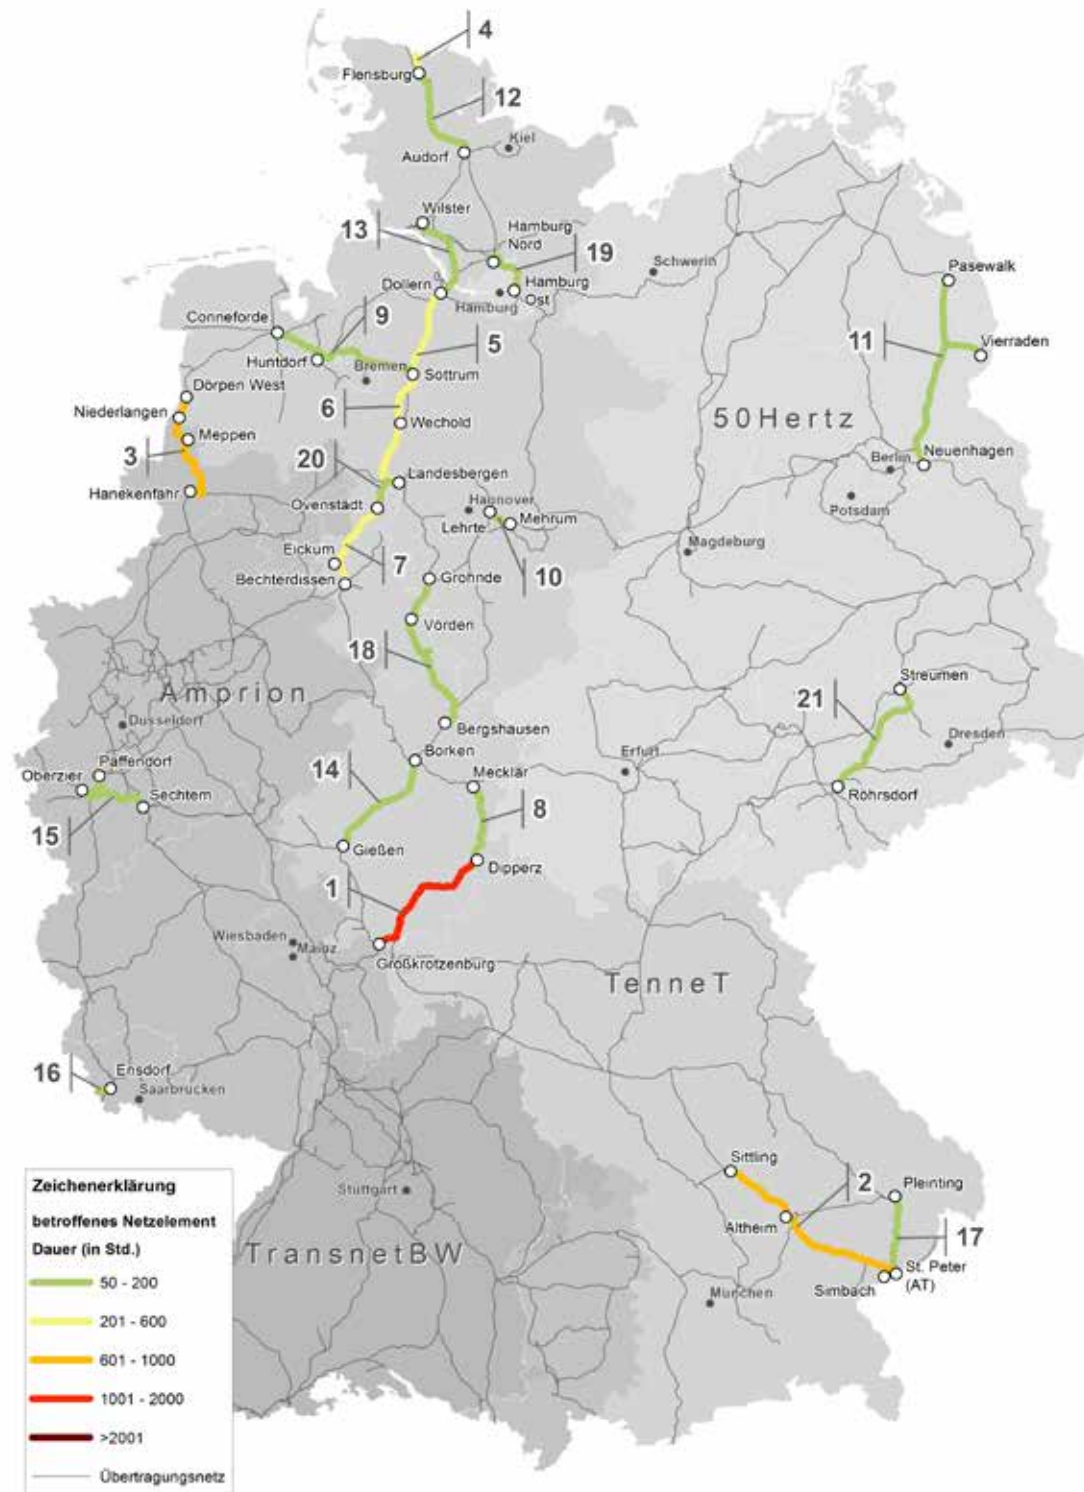 4
Flensburg
12
Kiel
Audorf
Wilster
13
Hamburg
Nord
19
Schwerin
Pasewalk
Dollern
Hamburg
Hamburg
Ost
Conneforde
9
5
11
Vierraden
Huntdorf
Bremen
Sottrum
Dörpen West
Niederlangen
6
Wechold
50Hertz
Meppen
3
20
Landesbergen
Berlin
Neuenhagen
Hanekenfähr
Ovenstädt
Hannover
Lehrte
Mehrum
Potsdam
Magdeburg
Eickum
7
10
Bechterdissen
Grohnde
Vörden
18
Amprion
Streumen
21
Düsseldorf
Bergshausen
Dresden
Borken
Erfurt
Paffendorf
Oberzier
14
Mecklar
Röhrsdorf
Sechtem
8
15
Gießen
Dipperz
1
Wiesbaden
Mainz
Großkrotzenburg
TenneT
16
Ensdorf
Saarbrücken
Sittling
2
Pleinting
Stuttgart
Altheim
17
TransnetBW
St. Peter
(AT)
Simbach
München
Zeichenerklärung
betroffenes Netzelement
Dauer (in Std.)
50 - 200
201 - 600
601 - 1000
1001 - 2000
>2001
Übertragungsnetz